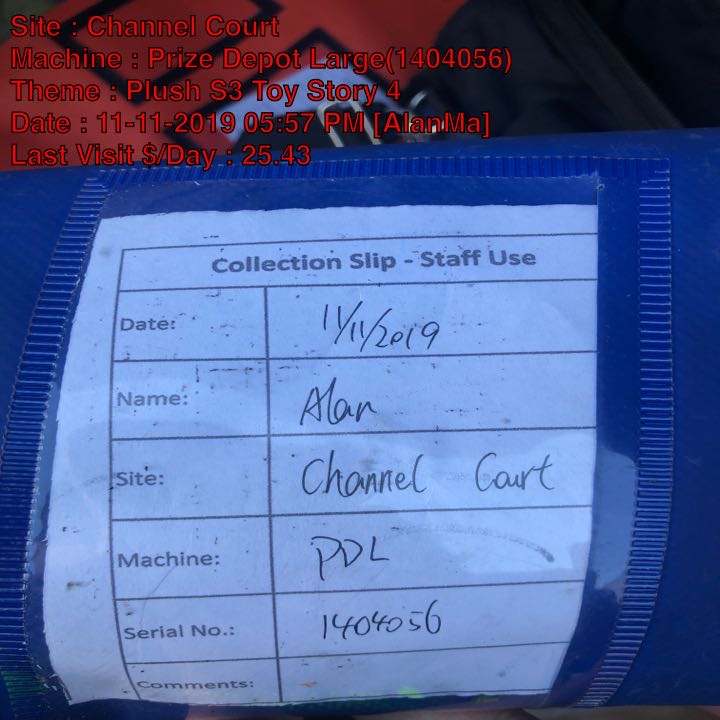 Site : Channel Court
Machine : Prize Depot Large(1404056)
Theme : Plush S3 Toy Story 4
Date : 11-11-2019 05:57 PM [AlanMa]
Last Visit $/Day : 25.43
Collection Slip - Staff Use
Date: 11/11/2019
Name: Alan
Site: Channel Court
Machine: PDL
Serial No.: 1404056
Comments: